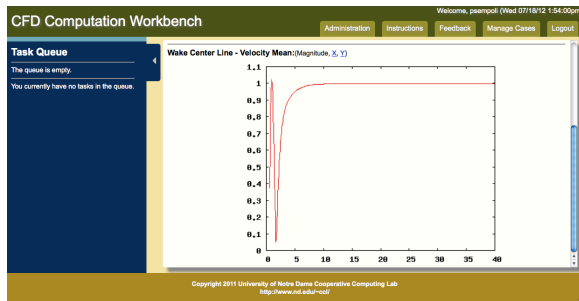 Welcome, psempoli (Wed 07/18/12 1:54:00pm
CFD Computation Workbench
Administration
Instructions
Feedback
Manage Cases
Logout
Task Queue
The queue is empty.
You currently have no tasks in the queue.
Wake Center Line - Velocity Mean:(Magnitude, X, Y)
1.1
1
0.9
0.8
0.7
0.6
0.5
0.4
0.3
0.2
0.1
0
0 5 10 15 20 25 30 35 40
Copyright 2011 University of Notre Dame Cooperative Computing Lab
http://www.nd.edu/~ccl/